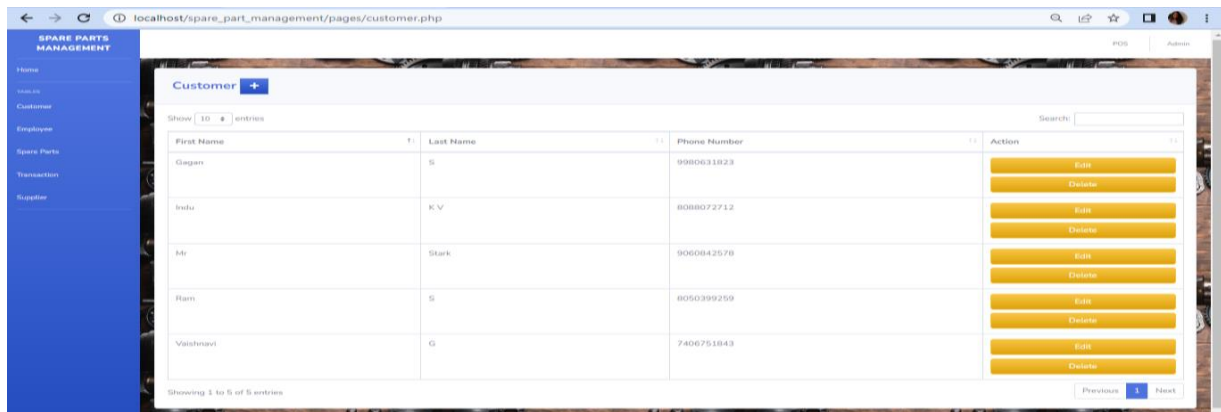 localhost/spare_part_management/pages/customer.php
SPARE PARTS
MANAGEMENT
POS Admin
Home
TABLES
Customer
Employee
Spare Parts
Transaction
Supplier
Customer +
Show 10 entries Search:
First Name Last Name Phone Number Action
Gagan S 9980631823 Edit
Delete
Indu K V 8088072712 Edit
Delete
Mr Stark 9060842578 Edit
Delete
Ram S 8050399259 Edit
Delete
Vaishnavi G 7406751843 Edit
Delete
Showing 1 to 5 of 5 entries Previous 1 Next